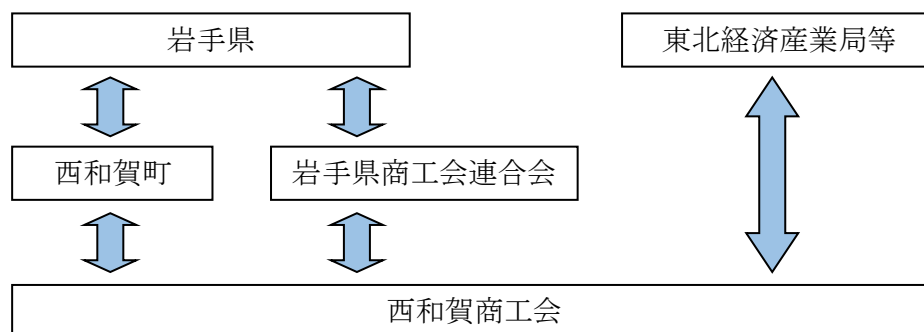 岩手県
東北経済産業局等
西和賀町
岩手県商工会連合会
西和賀商工会